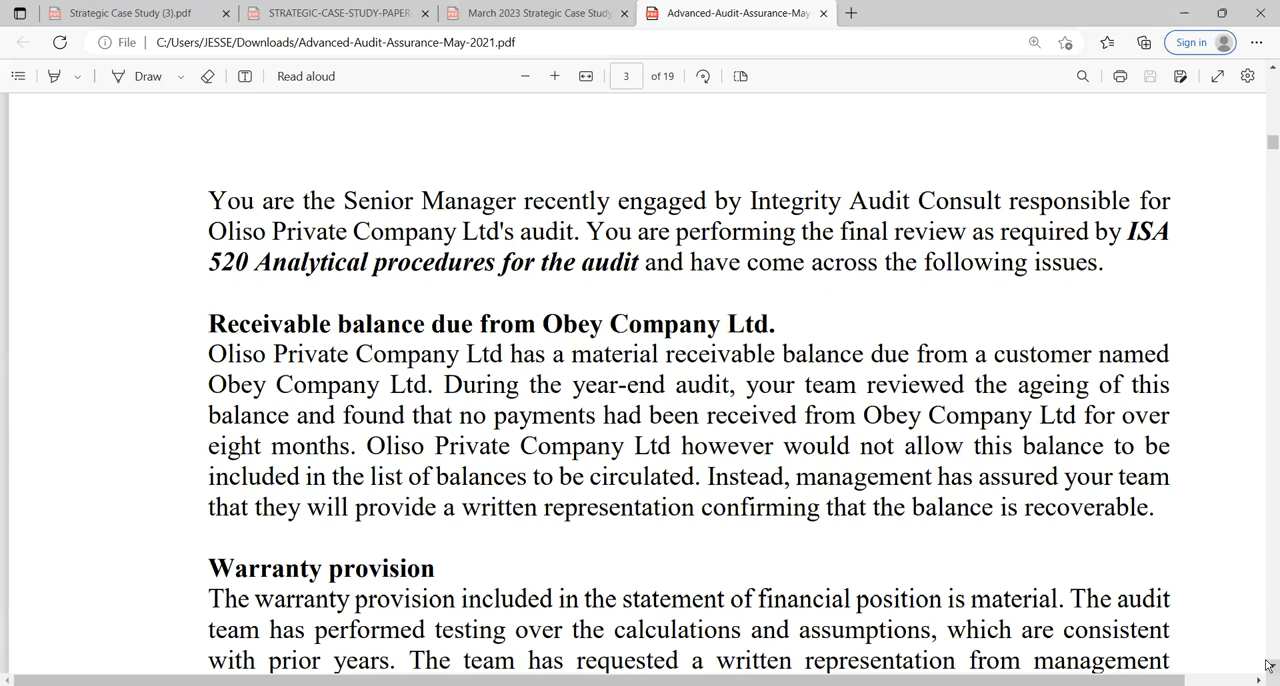 Strategic Case Study (3).pdf
STRATEGIC-CASE-STUDY-PAPER
March 2023 Strategic Case Study
Advanced-Audit-Assurance-May
File
C:/Users/JESSE/Downloads/Advanced-Audit-Assurance-May-2021.pdf
Sign in
Draw
Read aloud
3
of 19
You are the Senior Manager recently engaged by Integrity Audit Consult responsible for
Oliso Private Company Ltd's audit. You are performing the final review as required by ISA
520 Analytical procedures for the audit and have come across the following issues.
Receivable balance due from Obey Company Ltd.
Oliso Private Company Ltd has a material receivable balance due from a customer named
Obey Company Ltd. During the year-end audit, your team reviewed the ageing of this
balance and found that no payments had been received from Obey Company Ltd for over
eight months. Oliso Private Company Ltd however would not allow this balance to be
included in the list of balances to be circulated. Instead, management has assured your team
that they will provide a written representation confirming that the balance is recoverable.
Warranty provision
The warranty provision included in the statement of financial position is material. The audit
team has performed testing over the calculations and assumptions, which are consistent
with prior years. The team has requested a written representation from management